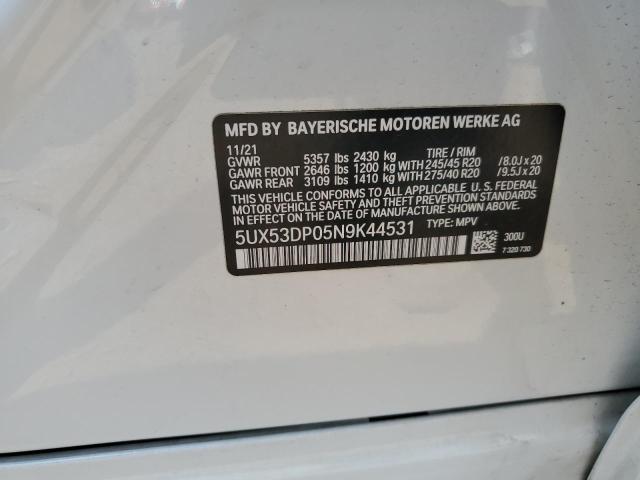 MFD BY BAYERISCHE MOTOREN WERKE AG
11/21
GVWR 5357 lbs 2430 kg TIRE / RIM
GAWR FRONT 2646 lbs 1200 kg WITH 245/45 R20 /8.0J x 20
GAWR REAR 3109 lbs 1410 kg WITH 275/40 R20 /9.5J x 20
THIS VEHICLE CONFORMS TO ALL APPLICABLE U. S. FEDERAL
MOTOR VEHICLE SAFETY AND THEFT PREVENTION STANDARDS
IN EFFECT ON THE DATE OF MANUFACTURE SHOWN ABOVE.
5UX53DP05N9K44531 TYPE: MPV
300U
7 320 730